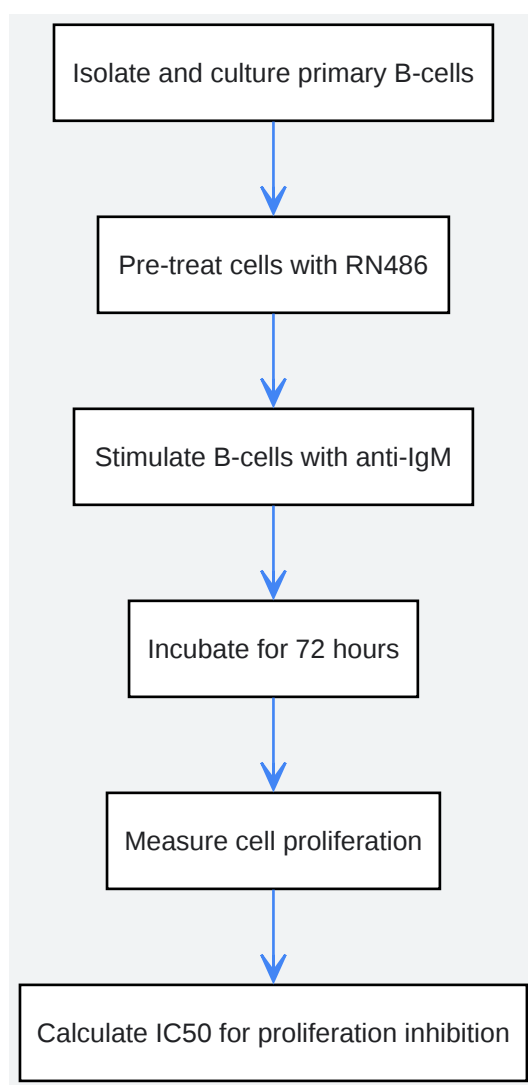 Isolate and culture primary B-cells
Pre-treat cells with RN486
Stimulate B-cells with anti-IgM
Incubate for 72 hours
Measure cell proliferation
Calculate IC50 for proliferation inhibition